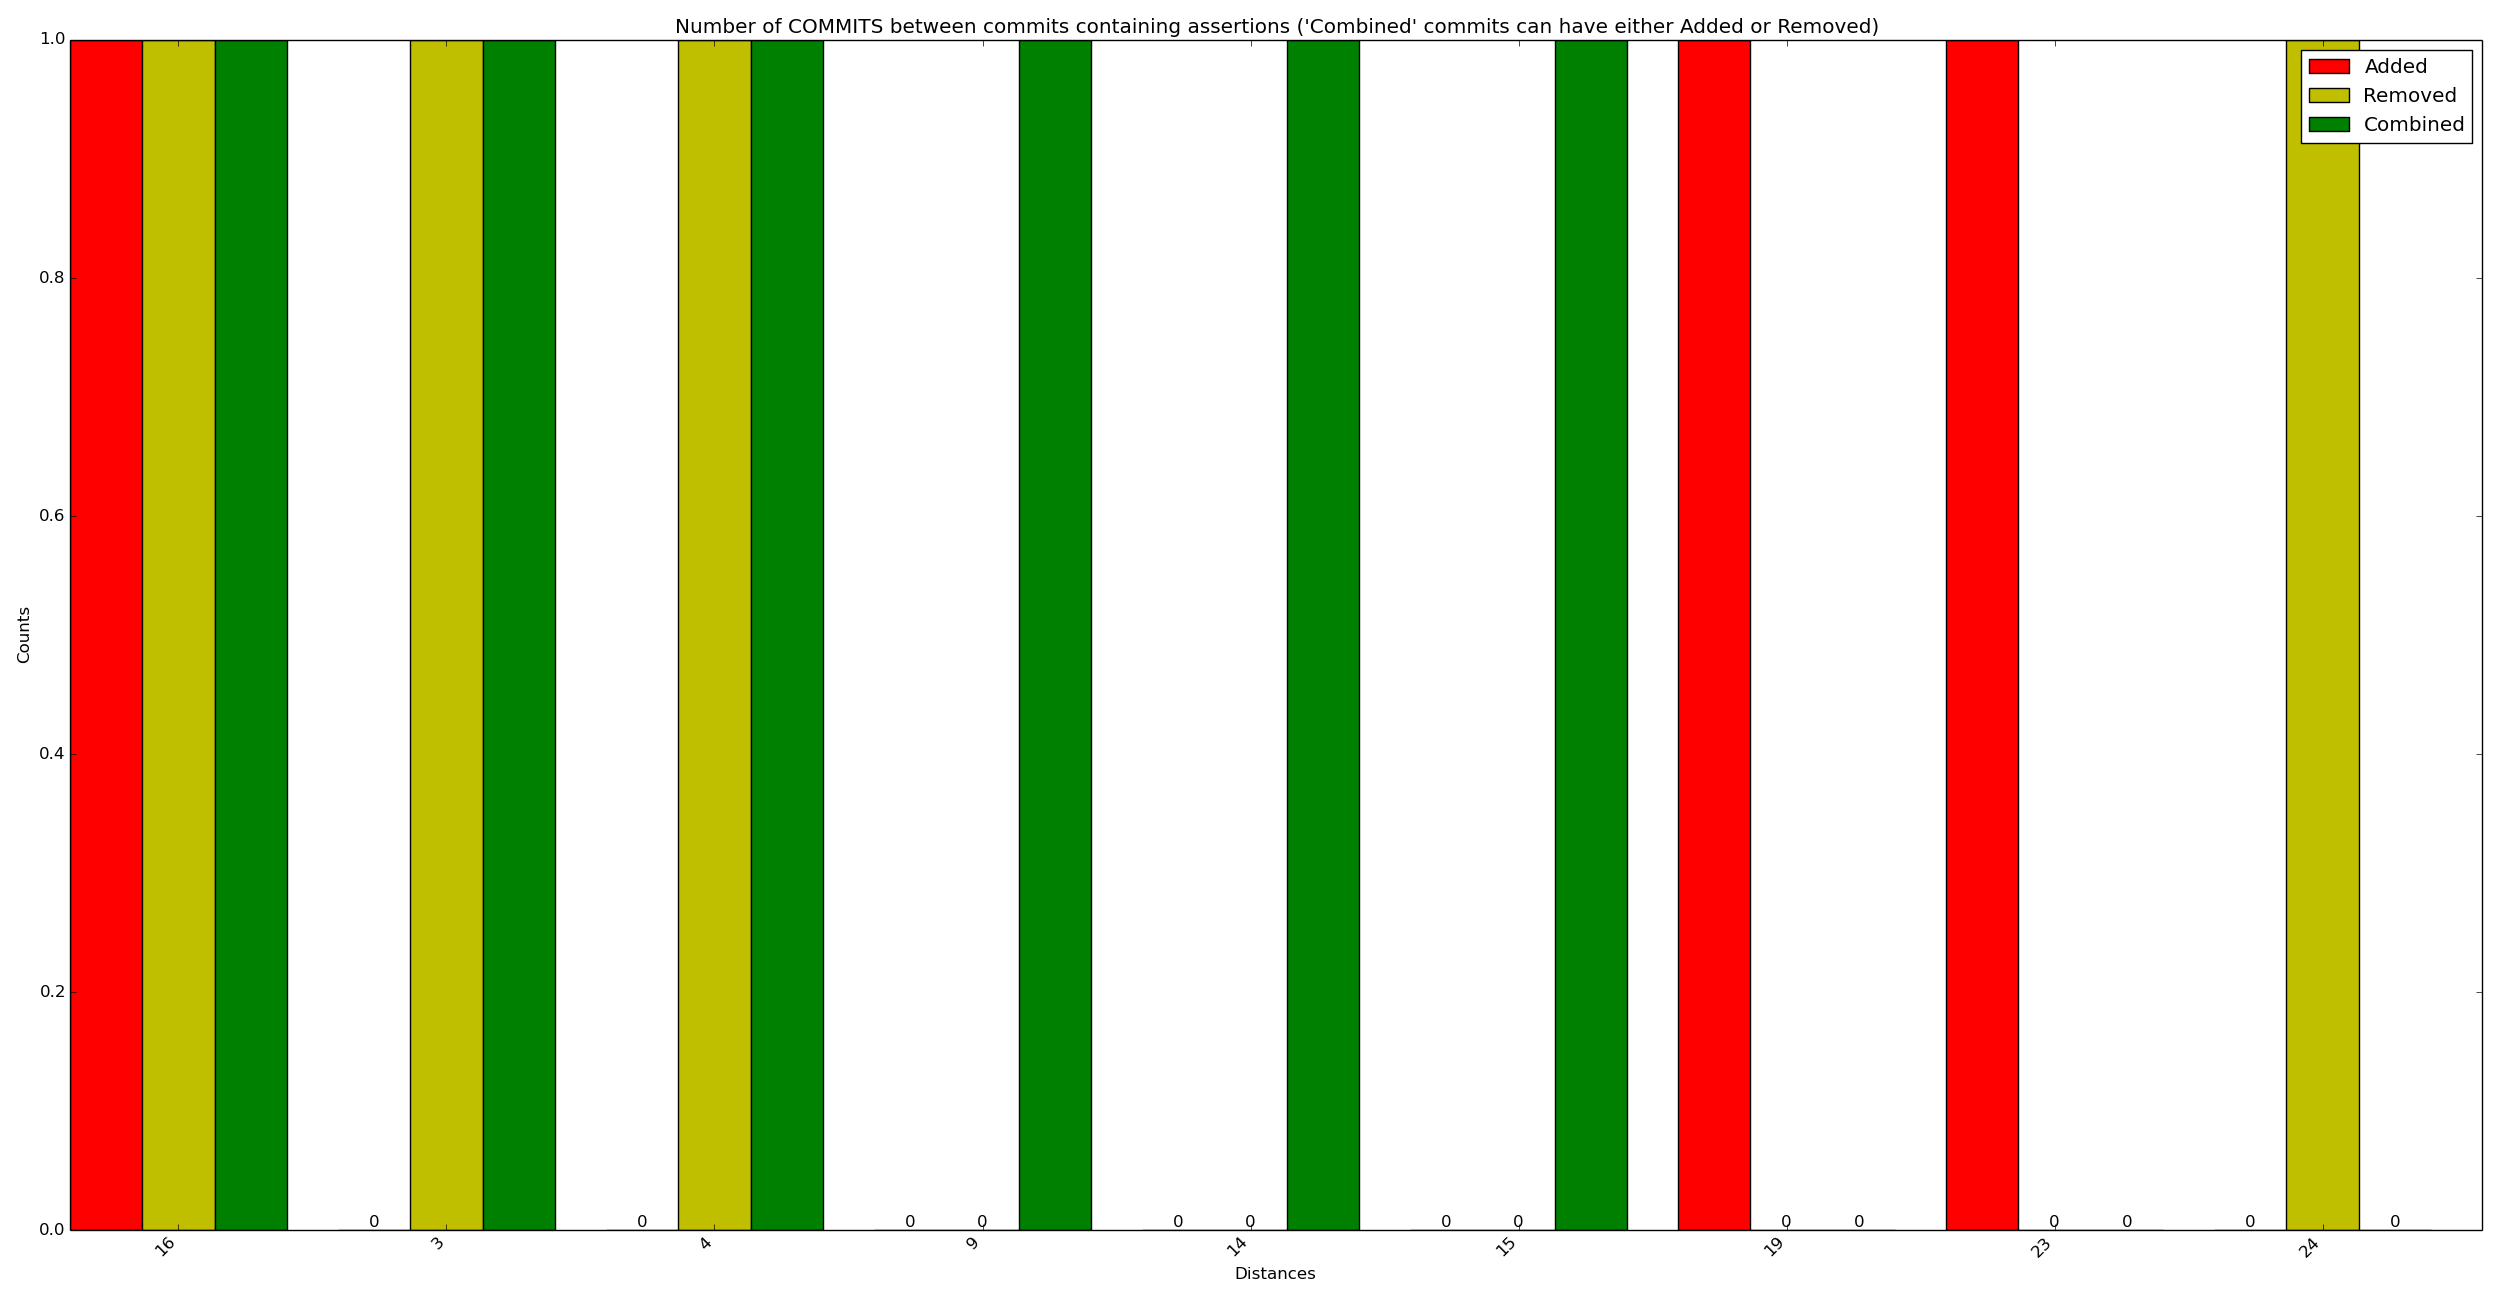 Number of COMMITS between commits containing assertions ('Combined' commits can have either Added or Removed)
Added
Removed
Combined
1.0
0.8
0.6
0.4
0.2
0.0
Counts
0 0 0 0 0 0 0 0 0 0 0 0 0 0
16 3 4 9 14 15 19 23 24
Distances